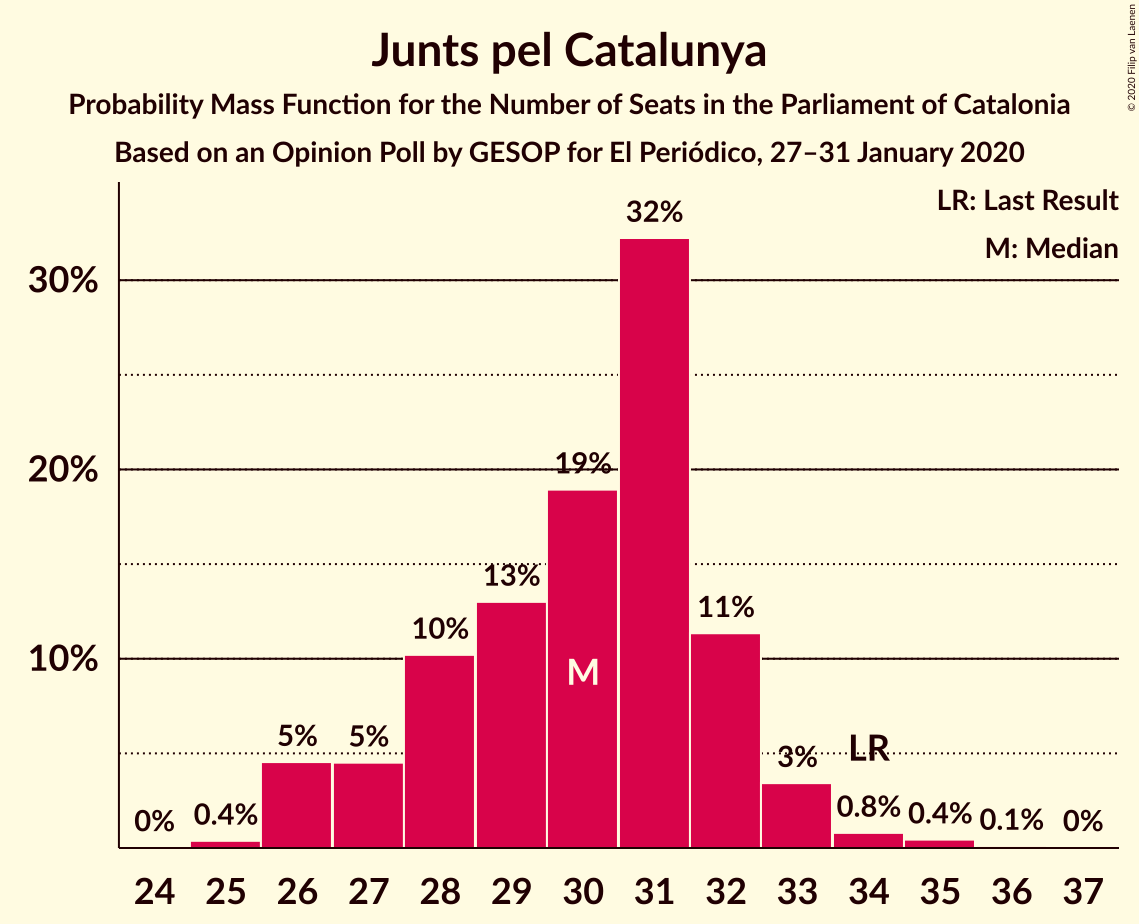 Junts pel Catalunya
Probability Mass Function for the Number of Seats in the Parliament of Catalonia
Based on an Opinion Poll by GESOP for El Periódico, 27–31 January 2020
© 2020 Filip van Laenen
LR: Last Result
M: Median
30%
20%
10%
0%
0.4%
5%
5%
10%
13%
19%
32%
11%
3%
0.8%
0.4%
0.1%
0%
M
LR
24 25 26 27 28 29 30 31 32 33 34 35 36 37